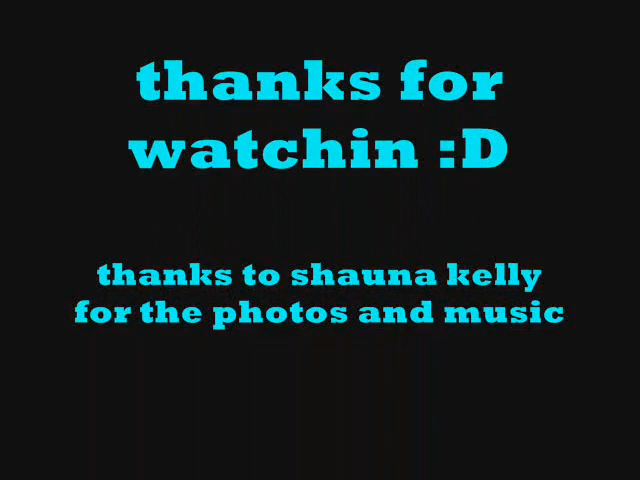 thanks for
watchin :D
thanks to shauna kelly
for the photos and music